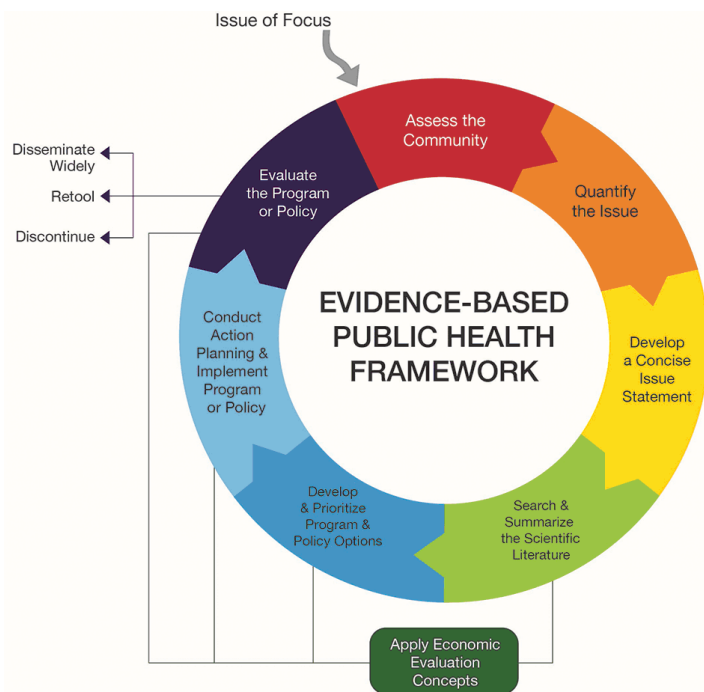 Issue of Focus
Assess the
Community
Quantify
the Issue
Develop
a Concise
Issue
Statement
Search &
Summarize
the Scientific
Literature
Develop
& Prioritize
Program &
Policy Options
Conduct
Action
Planning &
Implement
Program
or Policy
Evaluate
the Program
or Policy
Disseminate
Widely
Retool
Discontinue
EVIDENCE-BASED
PUBLIC HEALTH
FRAMEWORK
Apply Economic
Evaluation
Concepts